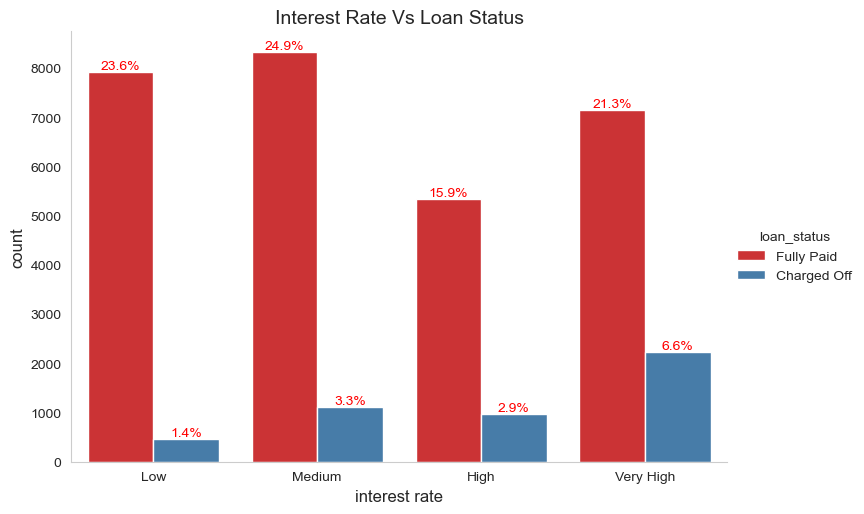 Interest Rate Vs Loan Status
24.9%
23.6%
21.3%
15.9%
6.6%
3.3%
2.9%
1.4%
8000
7000
6000
5000
4000
3000
2000
1000
0
count
Low Medium High Very High
interest rate
loan_status
Fully Paid
Charged Off